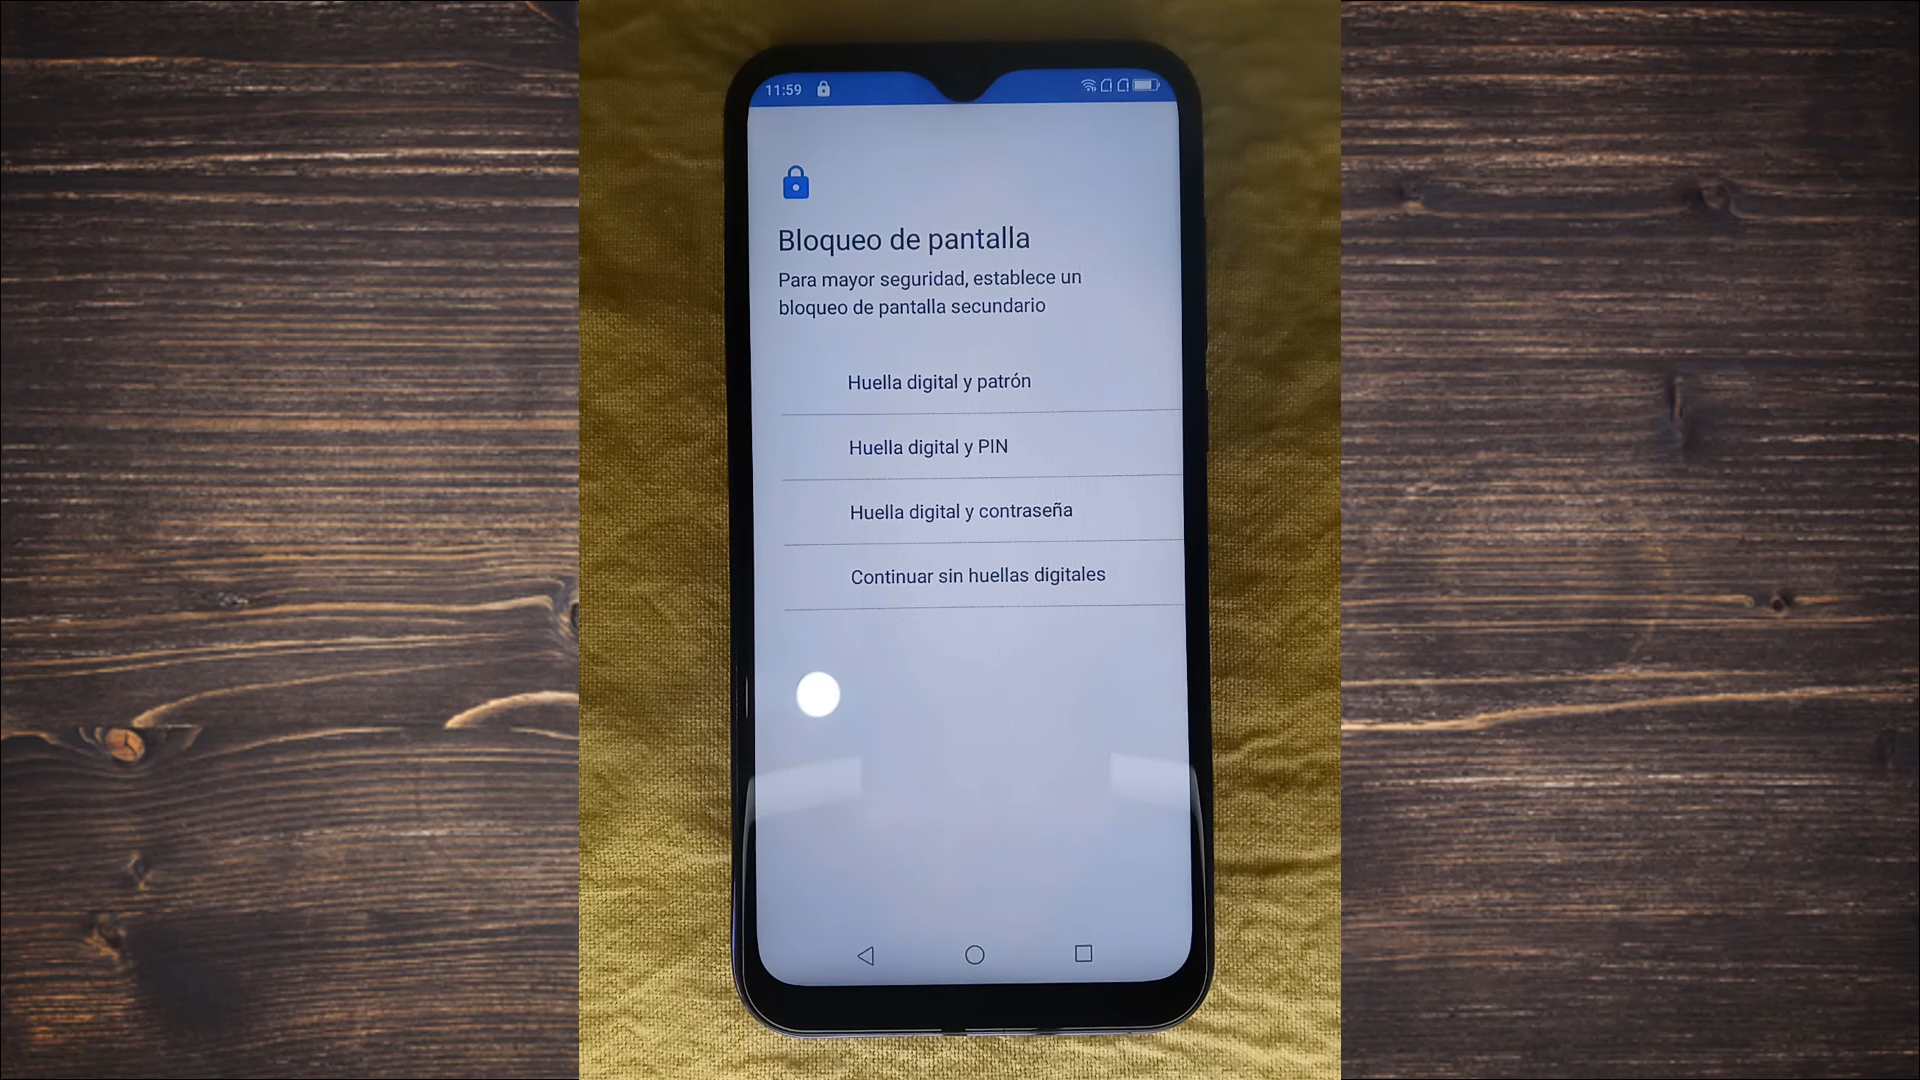 11:59
Bloqueo de pantalla
Para mayor seguridad, establece un
bloqueo de pantalla secundario
Huella digital y patrón
Huella digital y PIN
Huella digital y contraseña
Continuar sin huellas digitales